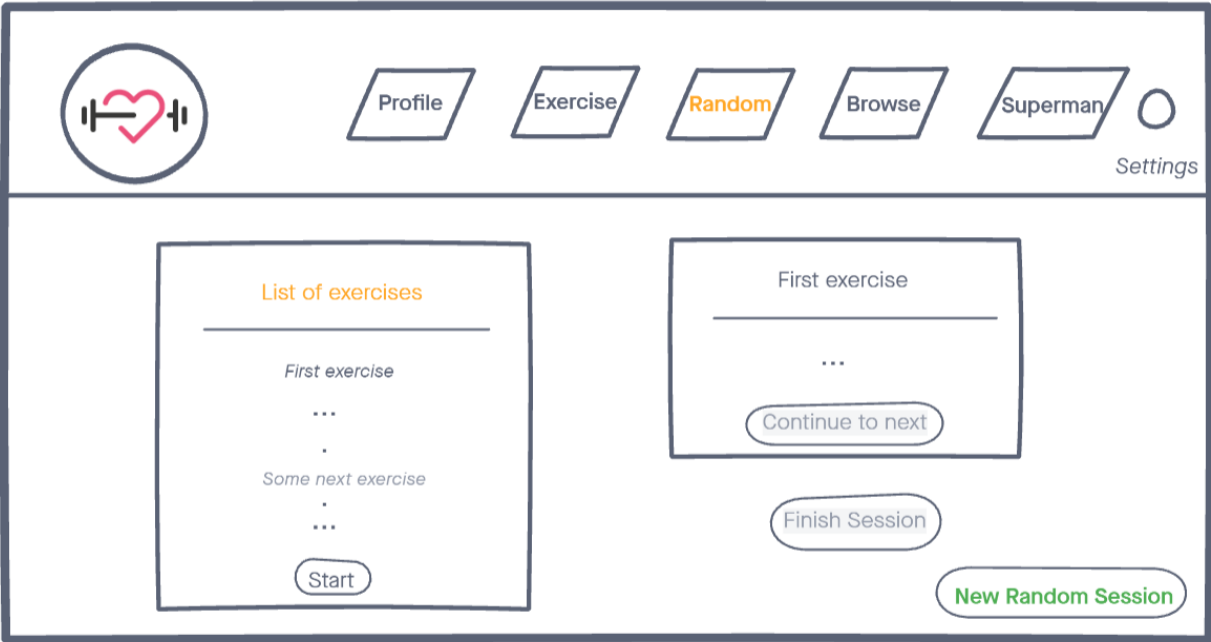 Profile
Exercise
Random
Browse
Superman
Settings
List of exercises
First exercise
...
.
Some next exercise
.
...
Start
First exercise
...
Continue to next
Finish Session
New Random Session